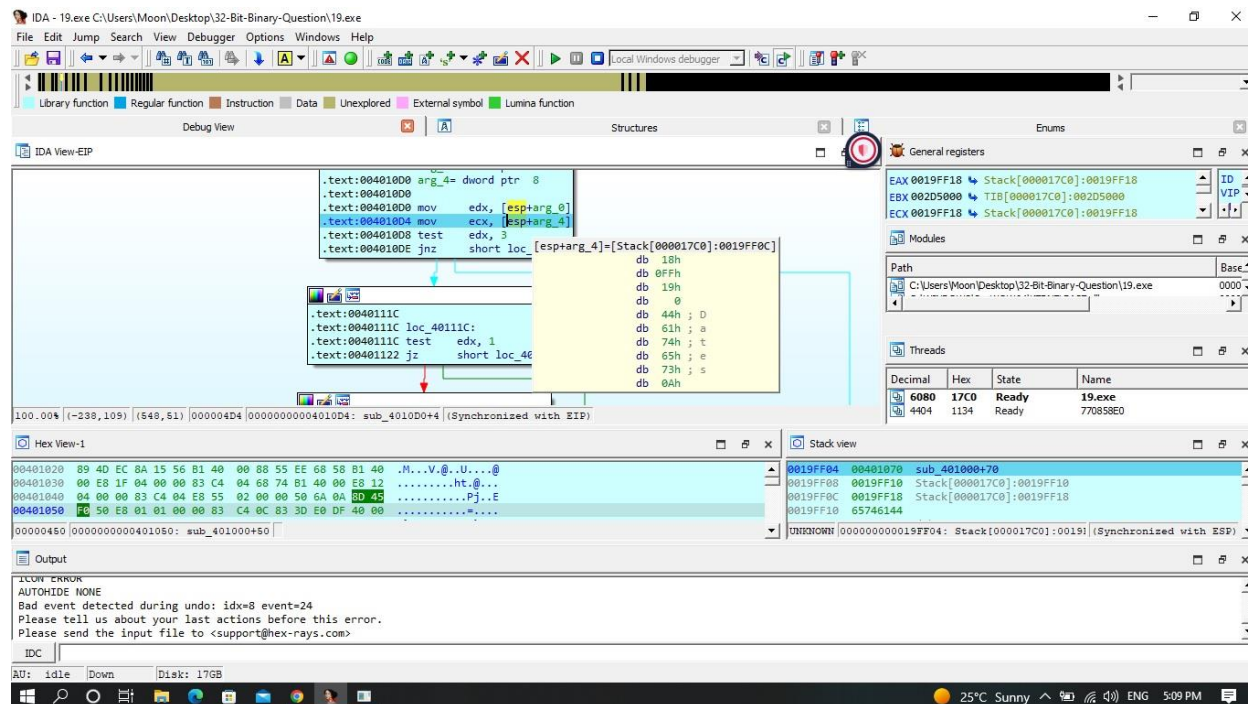 IDA - 19.exe C:\Users\Moon\Desktop\32-Bit-Binary-Question\19.exe
File Edit Jump Search View Debugger Options Windows Help
Local Windows debugger
Library function Regular function Instruction Data Unexplored External symbol Lumina function
Debug View Structures Enums
IDA View-EIP
.text:004010D0 arg_4= dword ptr 8
.text:004010D0
.text:004010D0 mov edx, [esp+arg_0]
.text:004010D4 mov ecx, [esp+arg_4]
.text:004010D8 test edx, 3
.text:004010DE jnz short loc_
[esp+arg_4]=[Stack[000017C0]:0019FF0C]
db 18h
db 0FFh
db 19h
db 0
db 44h ; D
db 61h ; a
db 74h ; t
db 65h ; e
db 73h ; s
db 0Ah
.text:0040111C
.text:0040111C loc_40111C:
.text:0040111C test edx, 1
.text:00401122 jz short loc_40
100.00% (-238,109) (548,51) 000004D4 00000000004010D4: sub_4010D0+4 (Synchronized with EIP)
General registers
EAX 0019FF18 Stack[000017C0]:0019FF18
EBX 002D5000 TIB[000017C0]:002D5000
ECX 0019FF18 Stack[000017C0]:0019FF18
ID
VIP
Modules
Path Base
C:\Users\Moon\Desktop\32-Bit-Binary-Question\19.exe 0000
Threads
Decimal Hex State Name
6080 17C0 Ready 19.exe
4404 1134 Ready 770858E0
Hex View-1
00401020 89 4D EC 8A 15 56 B1 40 00 88 55 EE 68 58 B1 40 .M...V.@..U....@
00401030 00 E8 1F 04 00 00 83 C4 04 68 74 B1 40 00 E8 12 .........ht.@...
00401040 04 00 00 83 C4 04 E8 55 02 00 00 50 6A 0A 8D 45 ...........Pj..E
00401050 F0 50 E8 01 01 00 00 83 C4 0C 83 3D E0 DF 40 00 ...........=....
00000450 0000000000401050: sub_401000+50
Stack view
0019FF04 00401070 sub_401000+70
0019FF08 0019FF10 Stack[000017C0]:0019FF10
0019FF0C 0019FF18 Stack[000017C0]:0019FF18
0019FF10 65746144
UNKNOWN 000000000019FF04: Stack[000017C0]:0019 (Synchronized with ESP)
Output
ICON ERROR
AUTOHIDE NONE
Bad event detected during undo: idx=8 event=24
Please tell us about your last actions before this error.
Please send the input file to <support@hex-rays.com>
IDC
AU: idle Down Disk: 17GB
25°C Sunny ENG 5:09 PM